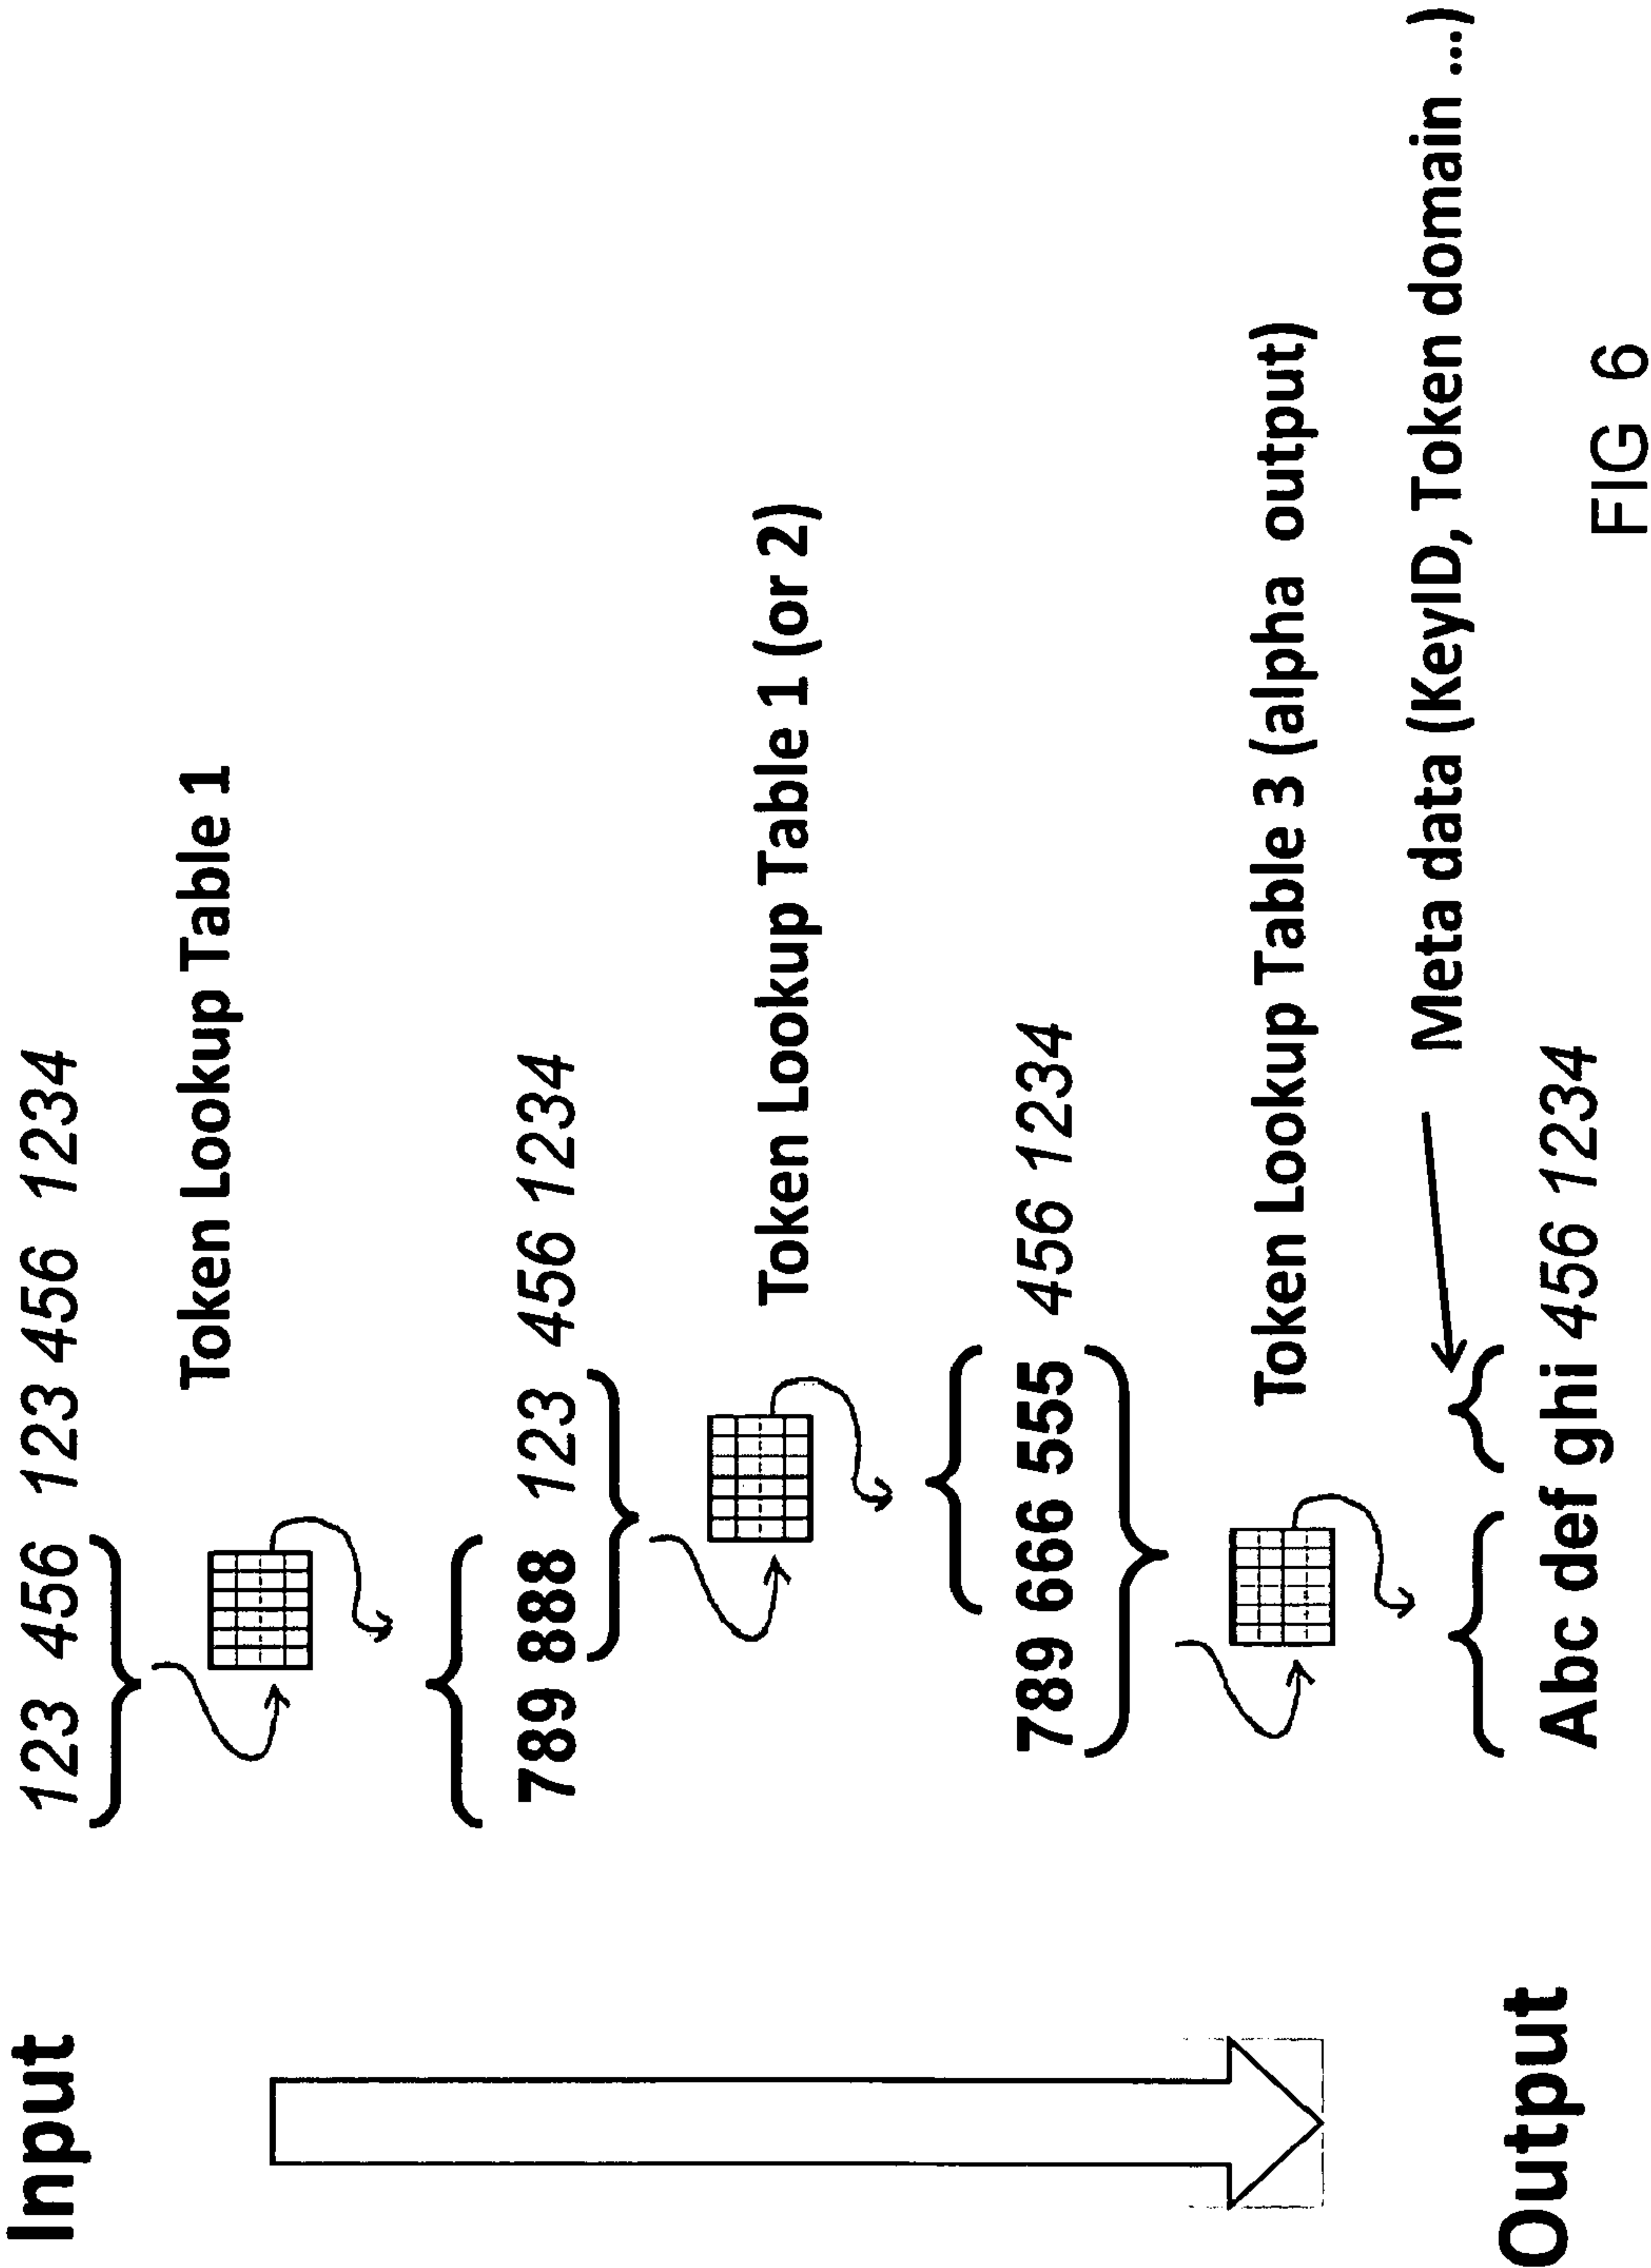 Input
123 456 123 456 1234
Token Lookup Table 1
789 888 123 456 1234
Token Lookup Table 1 (or 2)
789 666 555 456 1234
Token Lookup Table 3 (alpha output)
Meta data (KeyID, Token domain ...)
Output
Abc def ghi 456 1234
FIG 6